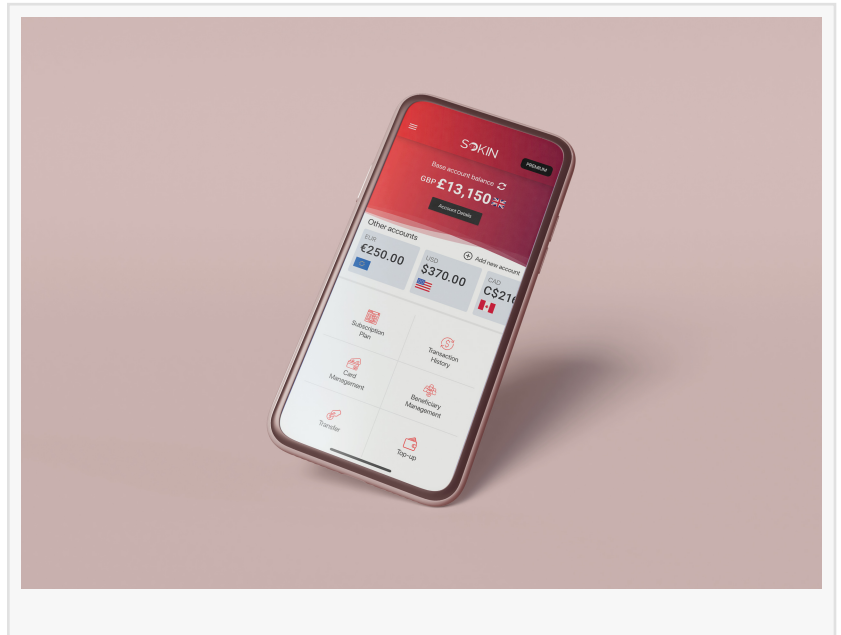 SOKIN
PREMIUM
Base account balance
GBP £13,150
Account Details
Other accounts
Add new account
EUR
€250.00
USD
$370.00
CAD
Subscription
Plan
Transaction
History
Card
Management
Beneficiary
Management
Transfer
Top-up